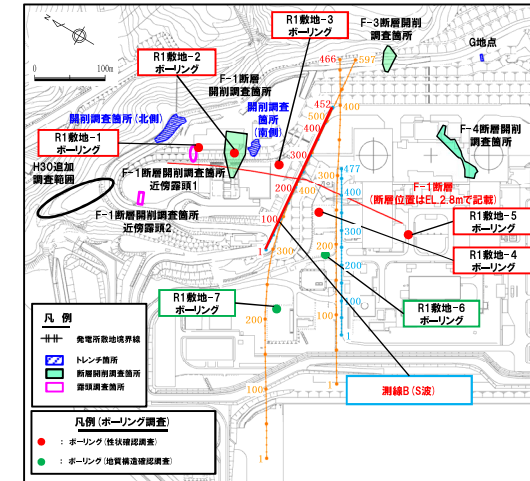 R1敷地-3
ボーリング
F-3断層開削
調査箇所
G地点
R1敷地-2
ボーリング
466
597
0
100m
開削調査箇所(北側)
F-1断層
開削調査箇所
開削
調査箇所
(南側)
452
500
400
400
R1敷地-1
ボーリング
F-4断層開削
調査箇所
300
300
H30追加
調査範囲
F-1断層開削調査箇所
近傍露頭1
477
400
200
F-1断層
(断層位置はEL.2.8mで記載)
F-1断層開削調査箇所
近傍露頭2
100
300
R1敷地-5
ボーリング
1
300
200
200
R1敷地-4
ボーリング
R1敷地-7
ボーリング
R1敷地-6
ボーリング
200
100
100
凡 例
発電所敷地境界線
トレンチ箇所
断層開削調査箇所
露頭調査箇所
1
1
100
測線B(S波)
凡例(ボーリング調査)
: ボーリング(性状確認調査)
: ボーリング(地質構造確認調査)
1